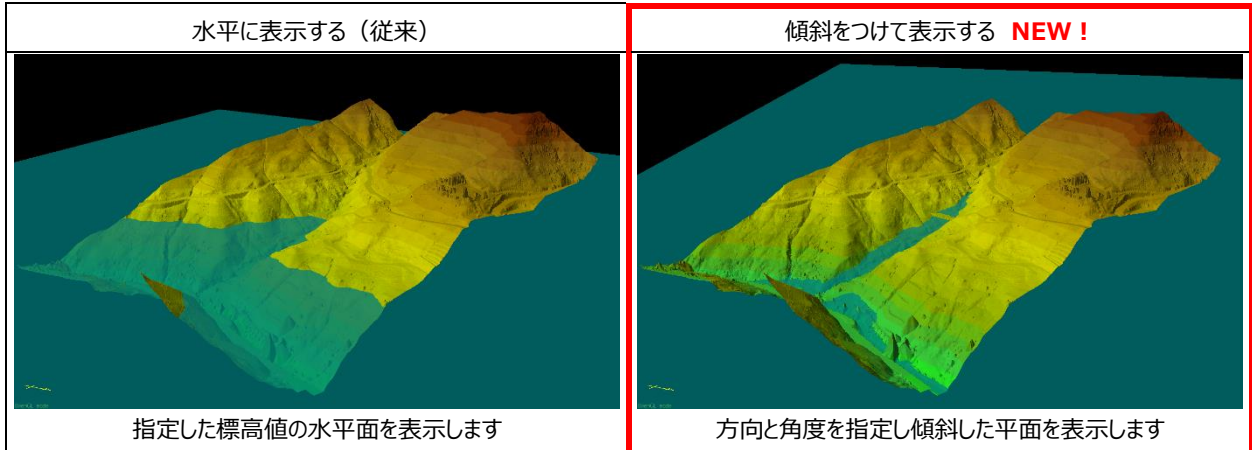 水平に表示する（従来）
傾斜をつけて表示する NEW！
指定した標高値の水平面を表示します
方向と角度を指定し傾斜した平面を表示します